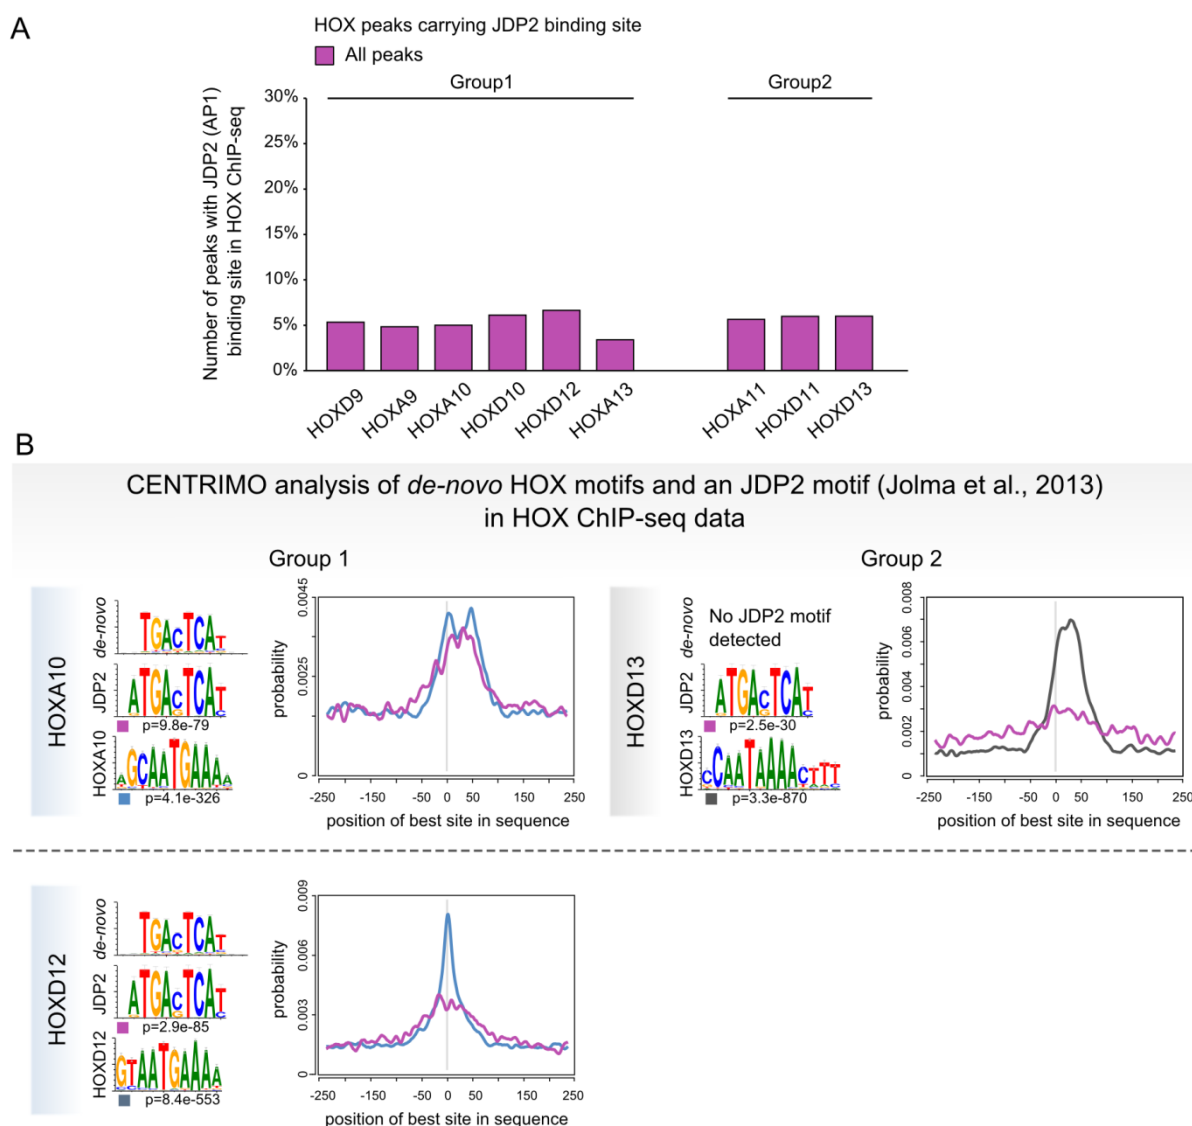 A
HOX peaks carrying JDP2 binding site
All peaks
Group1
Group2
Number of peaks with JDP2 (AP1)
binding site in HOX ChIP-seq
30%
25%
20%
15%
10%
5%
0%
HOXD9
HOXA9
HOXA10
HOXD10
HOXD12
HOXA13
HOXA11
HOXD11
HOXD13
B
CENTRIMO analysis of de-novo HOX motifs and an JDP2 motif (Jolma et al., 2013)
in HOX ChIP-seq data
Group 1
Group 2
HOXA10
de-novo
TGACTCAT
JDP2
ATGACTCAT
p=9.8e-79
HOXA10
AGCAATGAAAA
p=4.1e-326
probability
0.0045
0.0025
0
-250 -150 -50 0 50 150 250
position of best site in sequence
HOXD13
de-novo
No JDP2 motif
detected
JDP2
ATGACTCAT
p=2.5e-30
HOXD13
CCAATAAAACTTT
p=3.3e-870
probability
0.008
0.006
0.004
0.002
0
-250 -150 -50 0 50 150 250
position of best site in sequence
HOXD12
de-novo
TGACTCAT
JDP2
ATGACTCAT
p=2.9e-85
HOXD12
GTAATGAAAA
p=8.4e-553
probability
0.009
0.006
0.003
0
-250 -150 -50 0 50 150 250
position of best site in sequence